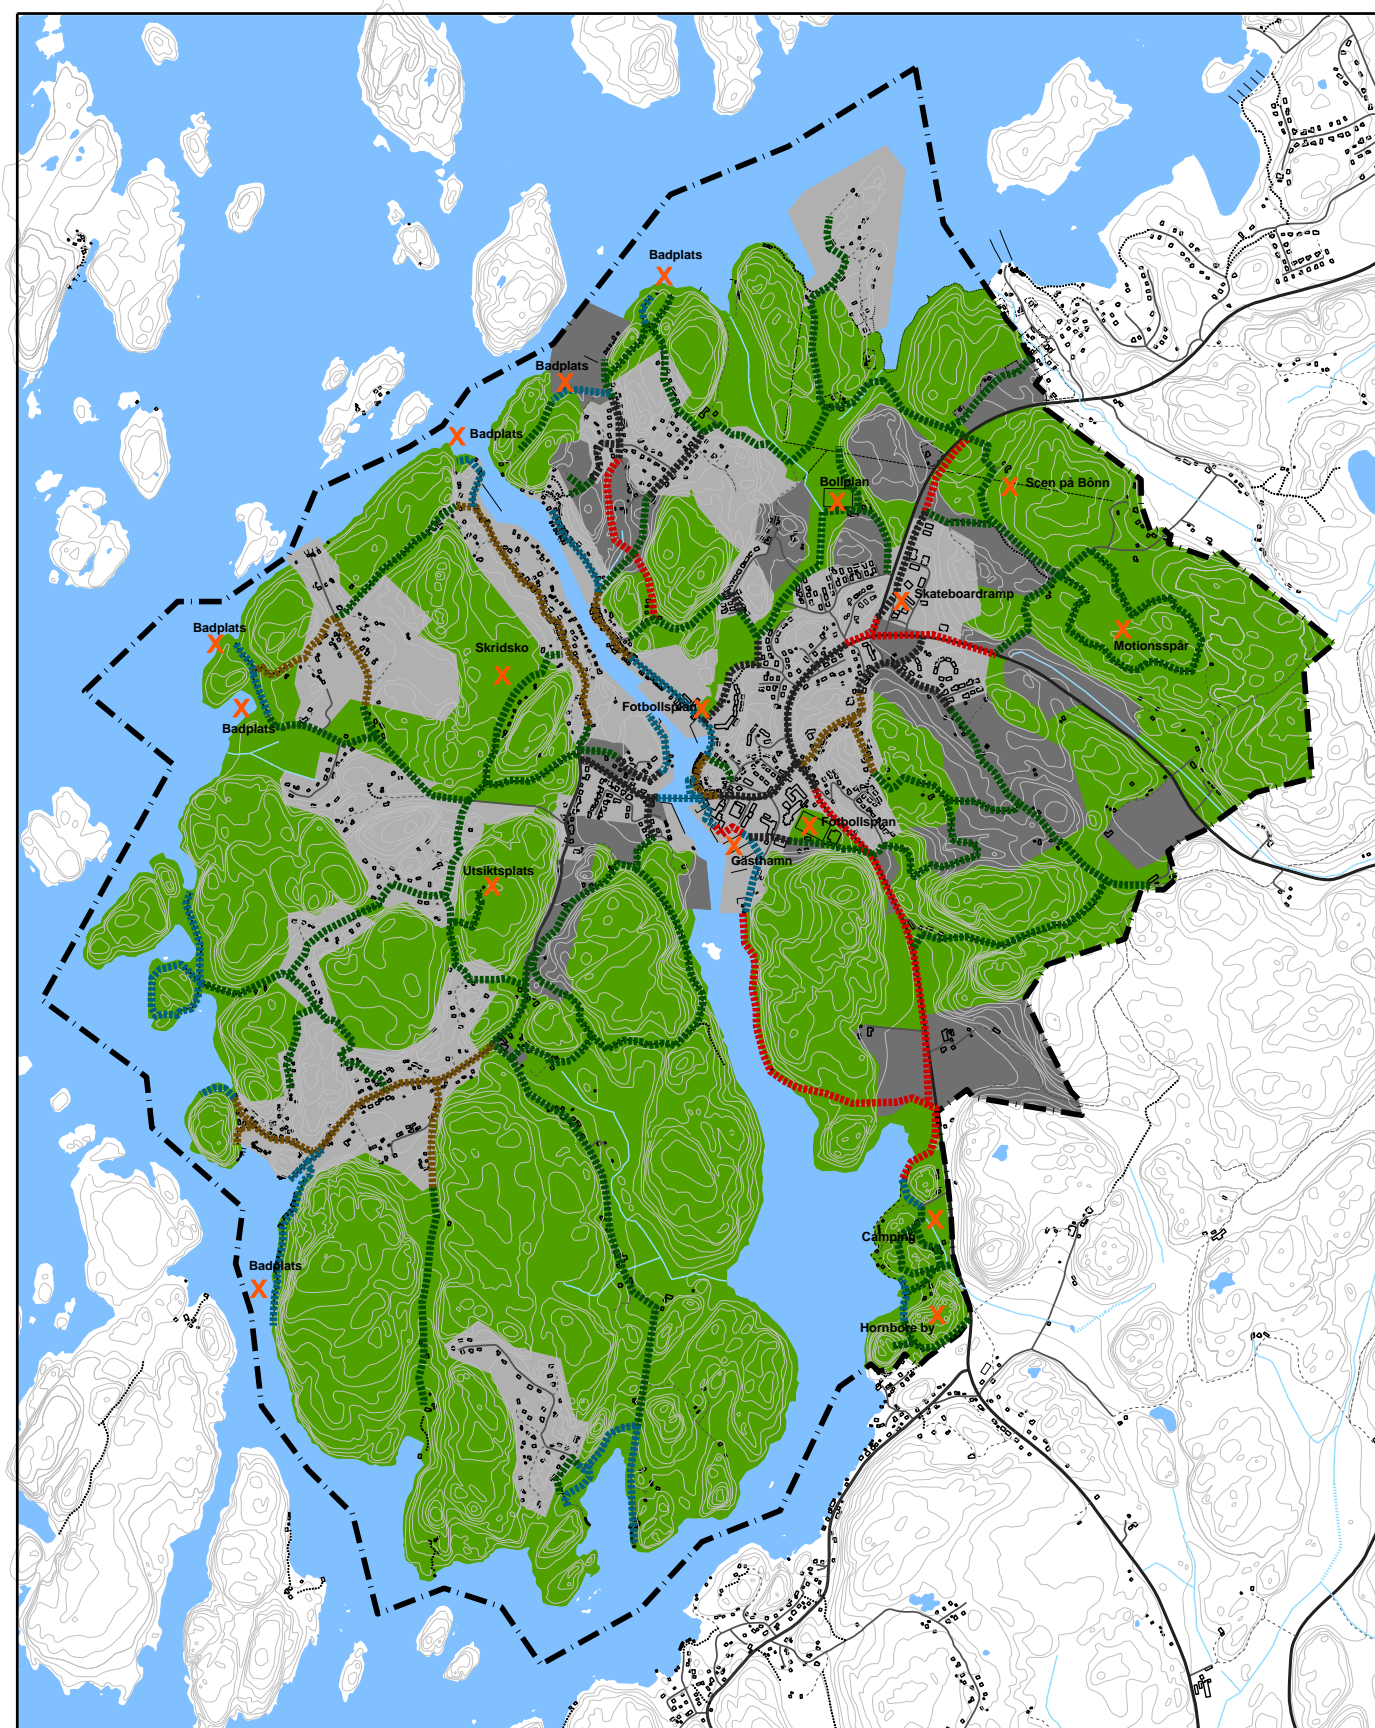 Badplats
Badplats
Badplats
Bollplan
Scen på Bônn
Skateboardramp
Badplats
Motionsspår
Skridsko
Fotbollsplan
Badplats
Fotbollsplan
Gästhamn
Utsiktsplats
Camping
Badplats
Hornbore by